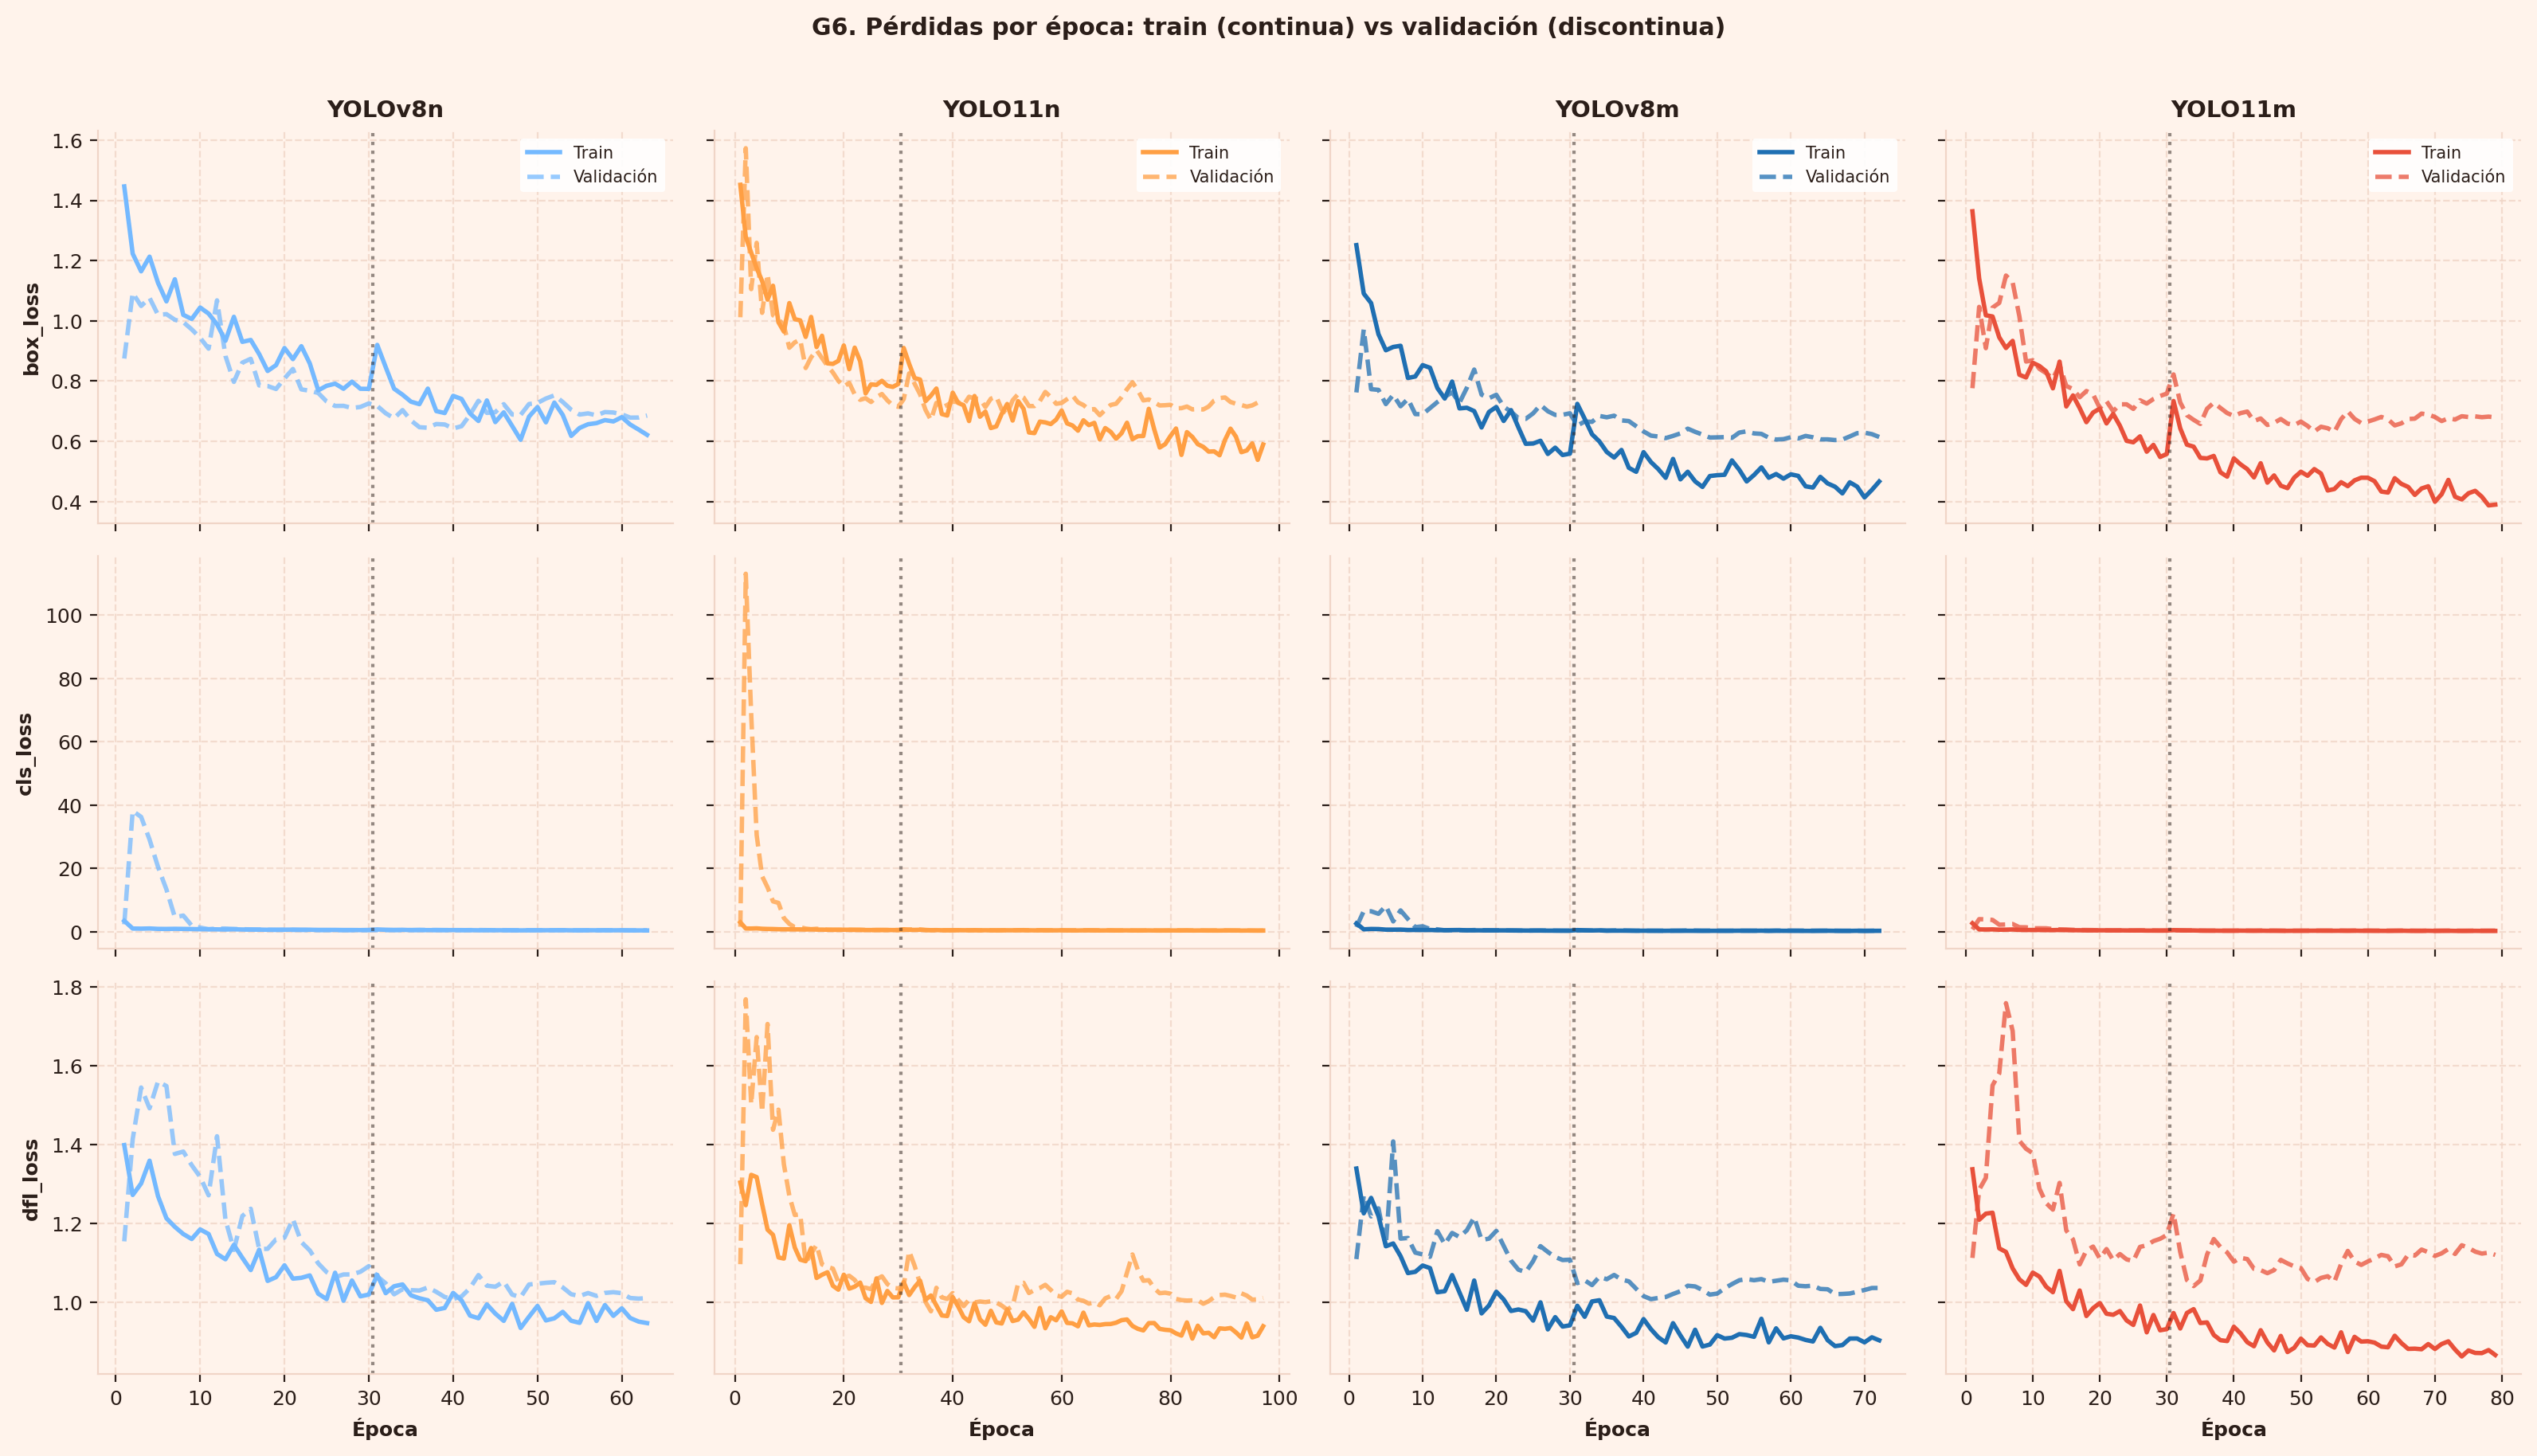 G6. Pérdidas por época: train (continua) vs validación (discontinua)
YOLOv8n YOLO11n YOLOv8m YOLO11m
box_loss
1.6
1.4
1.2
1.0
0.8
0.6
0.4
Train
Validación
Train
Validación
Train
Validación
Train
Validación
cls_loss
100
80
60
40
20
0
dfl_loss
1.8
1.6
1.4
1.2
1.0
0 10 20 30 40 50 60
Época
0 20 40 60 80 100
Época
0 10 20 30 40 50 60 70
Época
0 10 20 30 40 50 60 70 80
Época